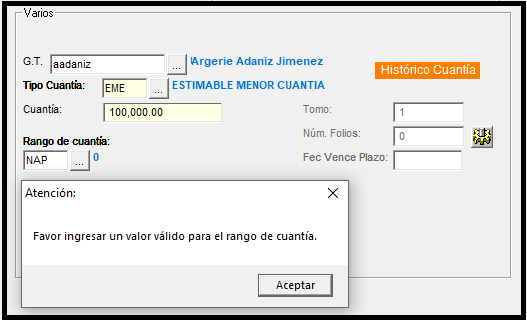 Varios
G.T. aadaniz ... Argerie Adaniz Jimenez
Histórico Cuantía
Tipo Cuantía: EME ... ESTIMABLE MENOR CUANTIA
Cuantía: 100,000.00
Tomo: 1
Núm. Folios: 0
Rango de cuantía:
NAP ... 0
Fec Vence Plazo:
Atención:
Favor ingresar un valor válido para el rango de cuantía.
Aceptar